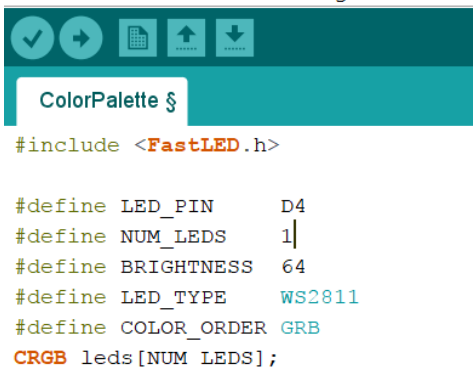 ColorPalette §
#include <FastLED.h>
#define LED_PIN     D4
#define NUM_LEDS    1
#define BRIGHTNESS  64
#define LED_TYPE    WS2811
#define COLOR_ORDER GRB
CRGB leds[NUM_LEDS];